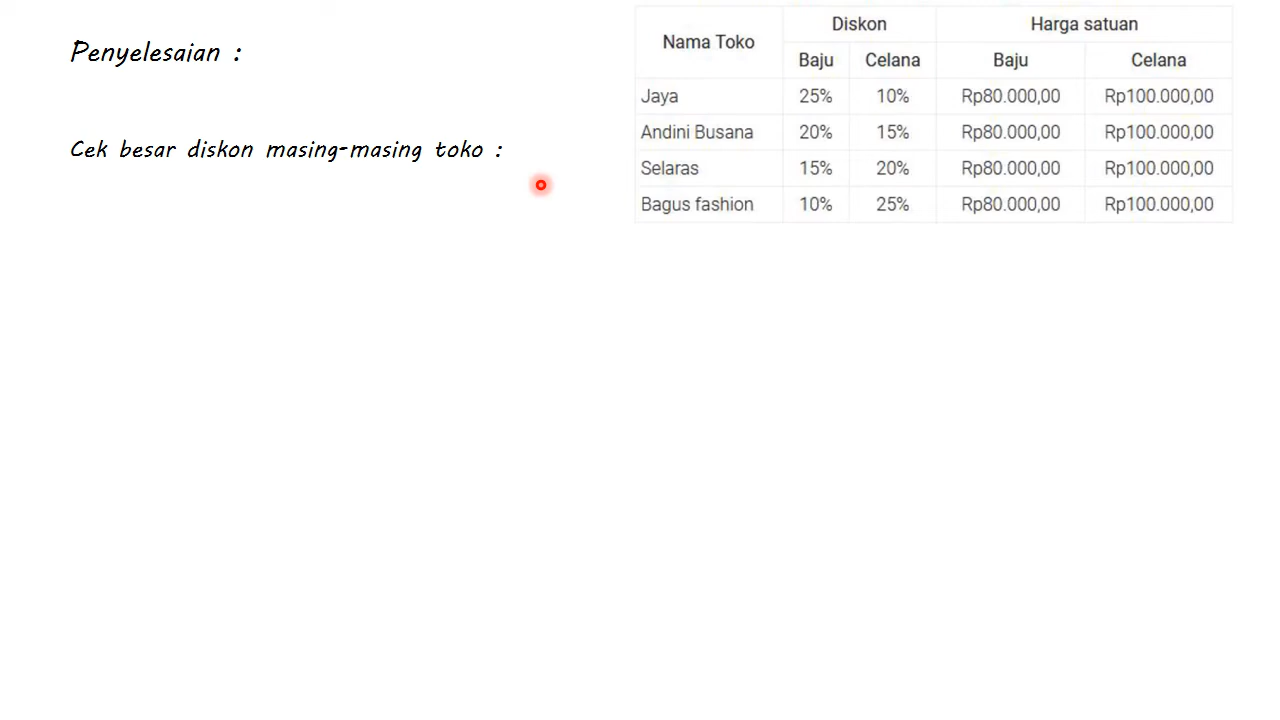 Penyelesaian :
Cek besar diskon masing-masing toko :
Nama Toko Diskon Harga satuan
Baju Celana Baju Celana
Jaya 25% 10% Rp80.000,00 Rp100.000,00
Andini Busana 20% 15% Rp80.000,00 Rp100.000,00
Selaras 15% 20% Rp80.000,00 Rp100.000,00
Bagus fashion 10% 25% Rp80.000,00 Rp100.000,00